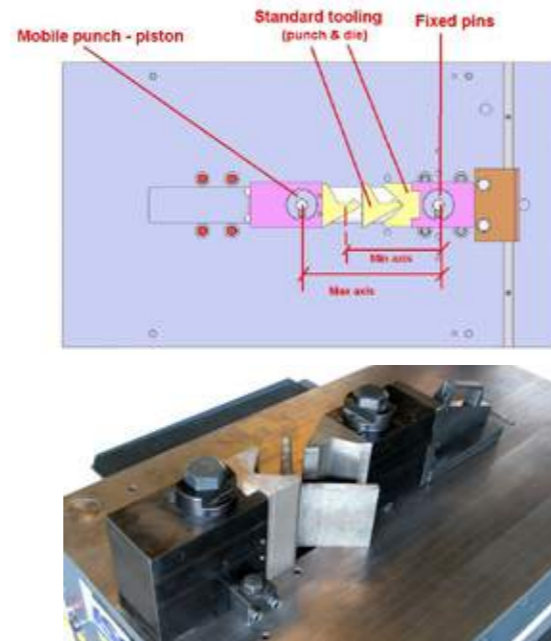 Standard tooling
(punch & die)
Fixed pins
Mobile punch - piston
Min axis
Max axis